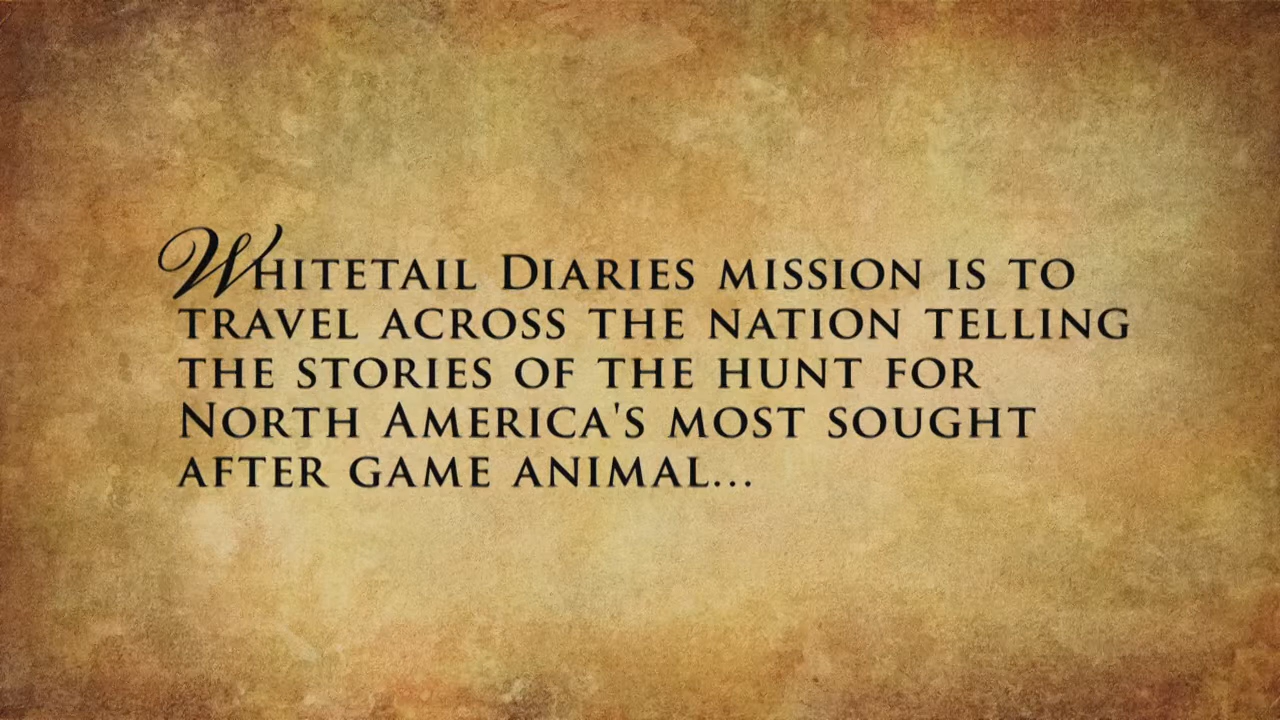 Whitetail Diaries mission is to
travel across the nation telling
the stories of the hunt for
North America's most sought
after game animal...